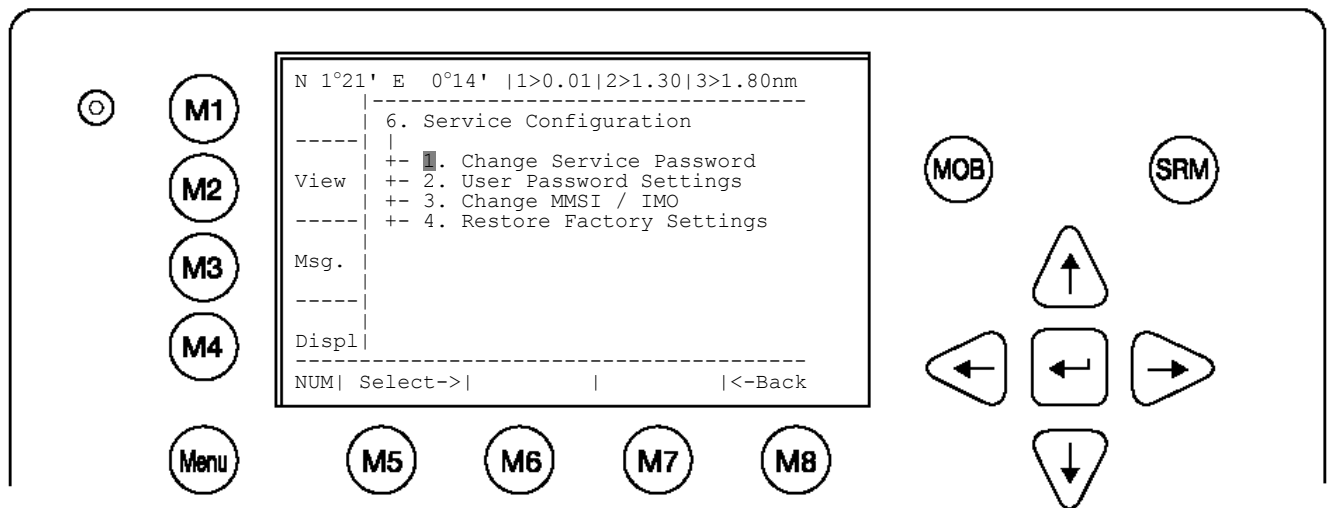 N 1°21' E 0°14' |1>0.01|2>1.30|3>1.80nm
M1
6. Service Configuration
+- 1. Change Service Password
MOB
SRM
M2
View | +- 2. User Password Settings
+- 3. Change MMSI / IMO
+- 4. Restore Factory Settings
M3
Msg. |
M4
Displ|
NUM| Select->| | |<-Back
Menu
M5
M6
M7
M8